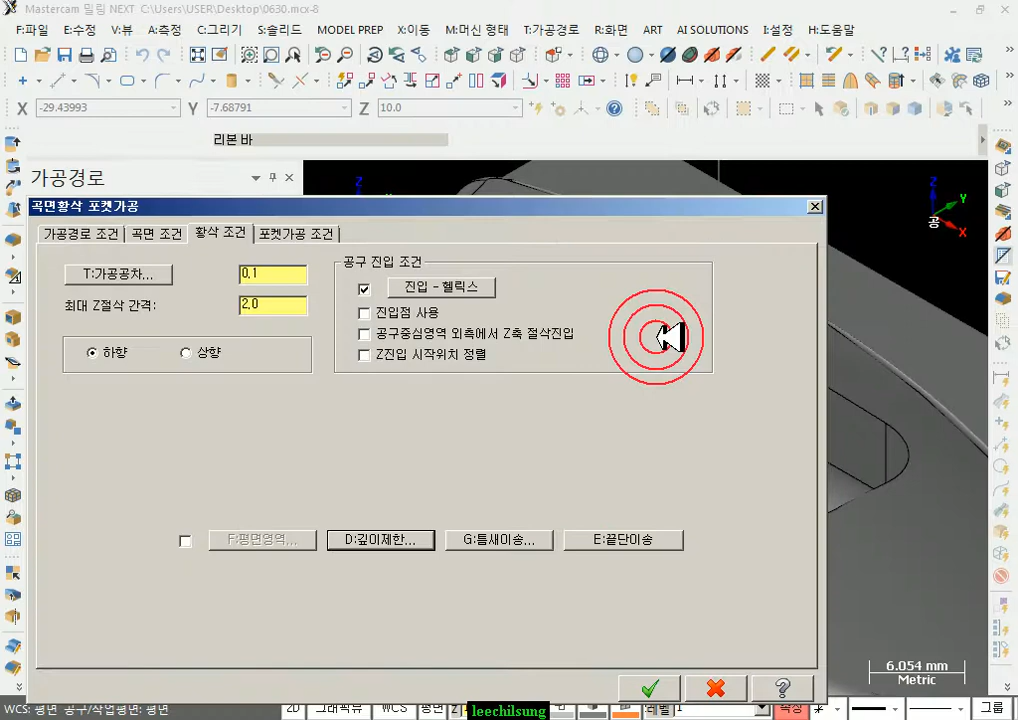 Mastercam 밀링 NEXT C:\Users\USER\Desktop\0630.mcx-8
F:파일 E:수정 V:뷰 A:측정 C:그리기 S:솔리드 MODEL PREP X:이동 M:머신 형태 T:가공경로 R:화면 ART AI SOLUTIONS I:설정 H:도움말
X -29.43993 Y -7.68791 Z 10.0
리본 바
가공경로
Z
Z Y X 공
곡면황삭 포켓가공
가공경로 조건 곡면 조건 황삭 조건 포켓가공 조건
T:가공공차... 0.1
최대 Z절삭 간격: 2.0
하향 상향
공구 진입 조건
진입 - 헬릭스
진입점 사용
공구중심영역 외측에서 Z축 절삭진입
Z진입 시작위치 정렬
F:평면영역... D:깊이제한... G:틈새이송... E:끝단이송
6.054 mm
Metric
WCS: 평면 공구/작업평면: 평면 2D 그래픽뷰 WCS 평면 Z 레벨 1 속성 그룹
leechilsung